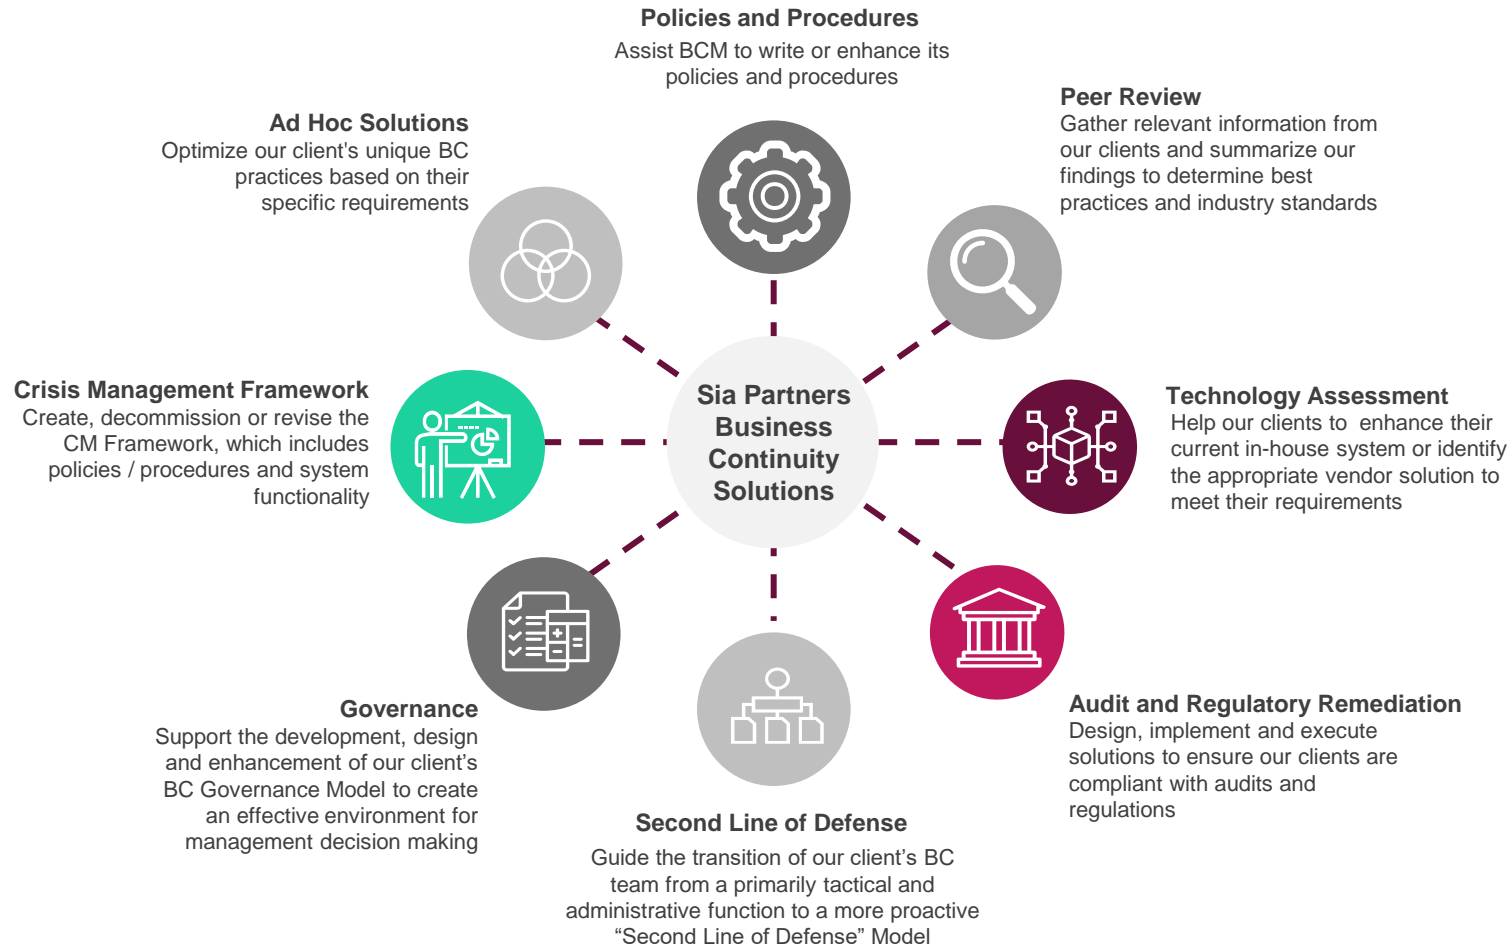 Policies and Procedures
Assist BCM to write or enhance its
policies and procedures
Peer Review
Gather relevant information from
our clients and summarize our
findings to determine best
practices and industry standards
Ad Hoc Solutions
Optimize our client's unique BC
practices based on their
specific requirements
Crisis Management Framework
Create, decommission or revise the
CM Framework, which includes
policies / procedures and system
functionality
Sia Partners
Business
Continuity
Solutions
Technology Assessment
Help our clients to  enhance their
current in-house system or identify
the appropriate vendor solution to
meet their requirements
Governance
Support the development, design
and enhancement of our client’s
BC Governance Model to create
an effective environment for
management decision making
Audit and Regulatory Remediation
Design, implement and execute
solutions to ensure our clients are
compliant with audits and
regulations
Second Line of Defense
Guide the transition of our client’s BC
team from a primarily tactical and
administrative function to a more proactive
“Second Line of Defense” Model